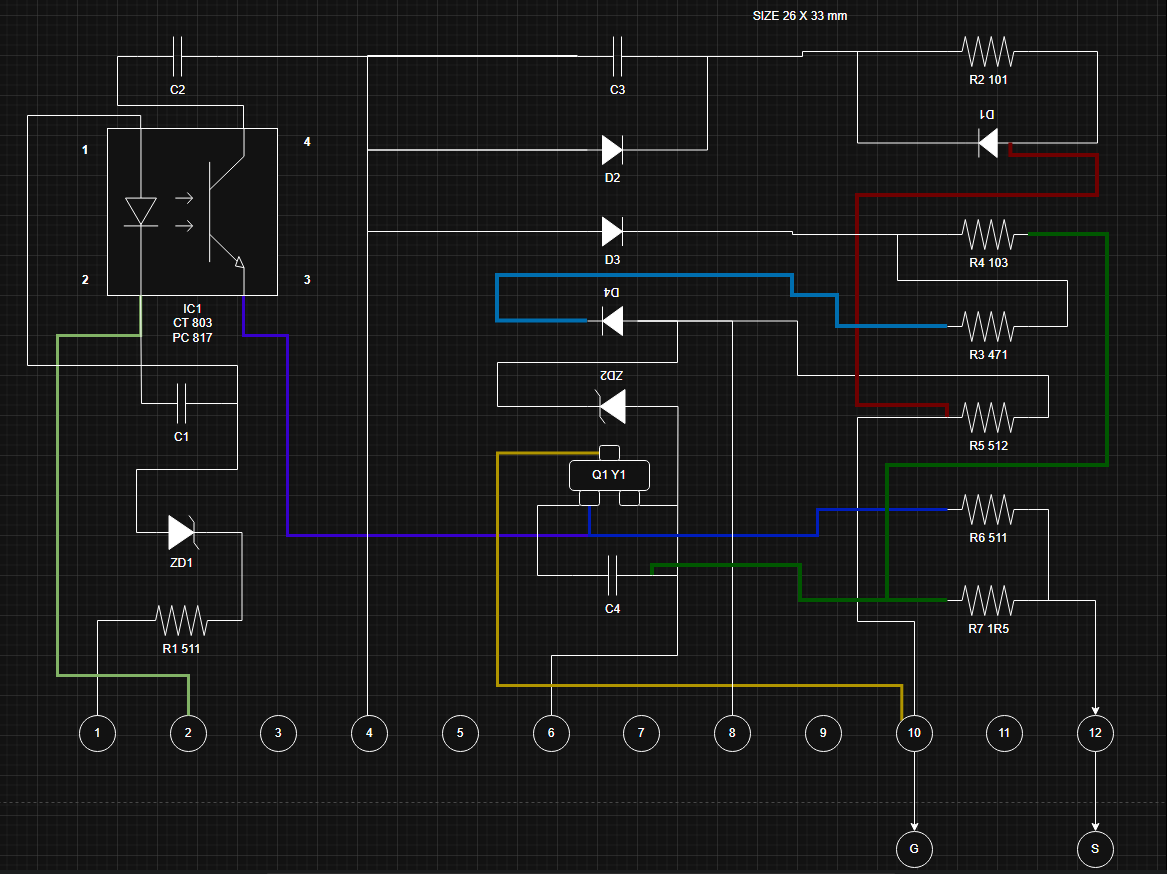 SIZE 26 X 33 mm
C2
C3
R2 101
D1
1
4
D2
D3
R4 103
2
3
IC1
CT 803
PC 817
D4
R3 471
ZD2
C1
R5 512
Q1 Y1
R6 511
ZD1
C4
R7 1R5
R1 511
1
2
3
4
5
6
7
8
9
10
11
12
G
S